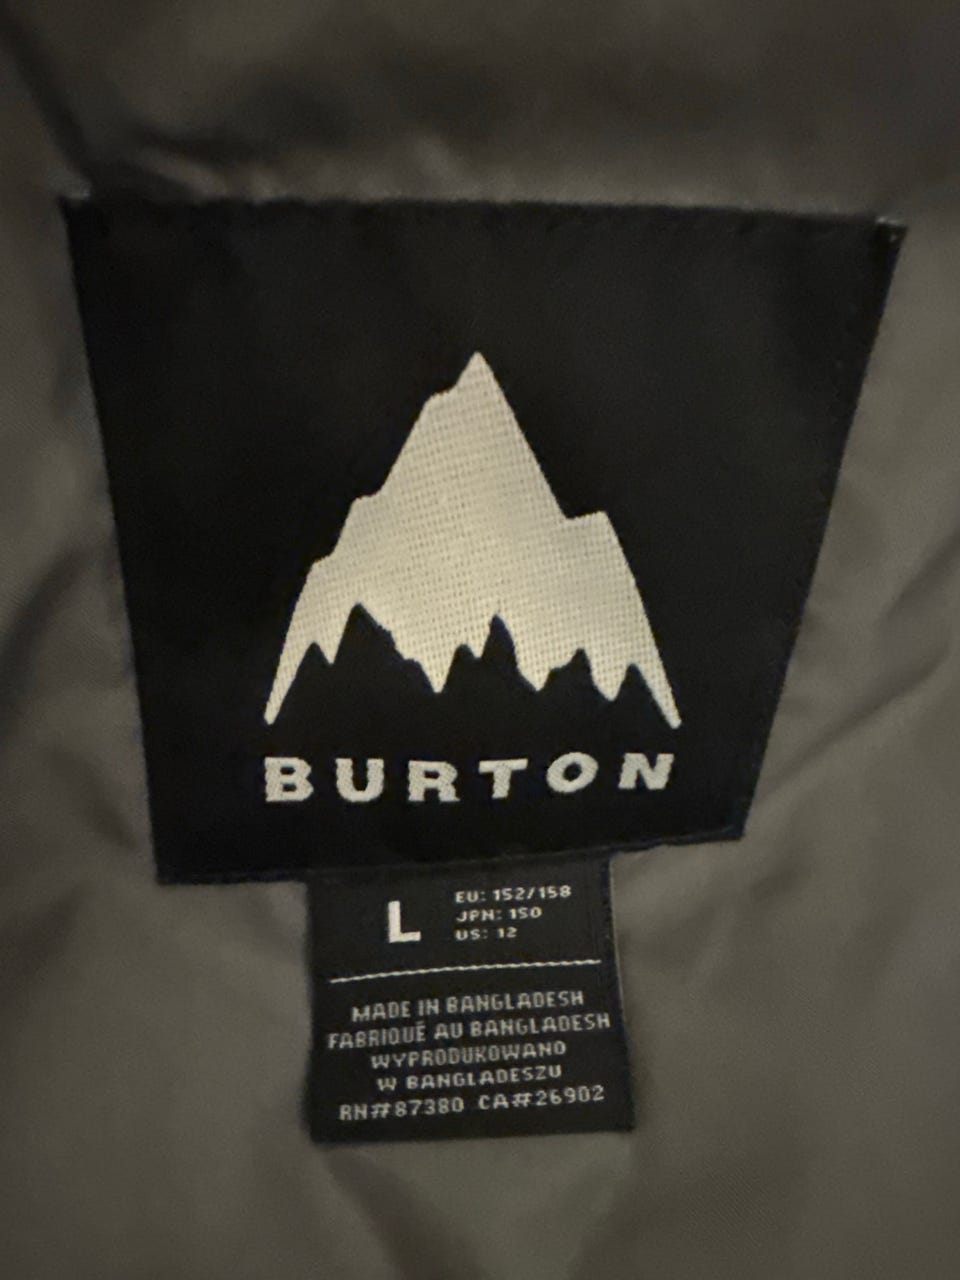 BURTON
L
EU: 152/158
JPN: 150
US: 12
MADE IN BANGLADESH
FABRIQUÉ AU BANGLADESH
WYPRODUKOWANO
W BANGLADESZU
RN#87380 CA#26902